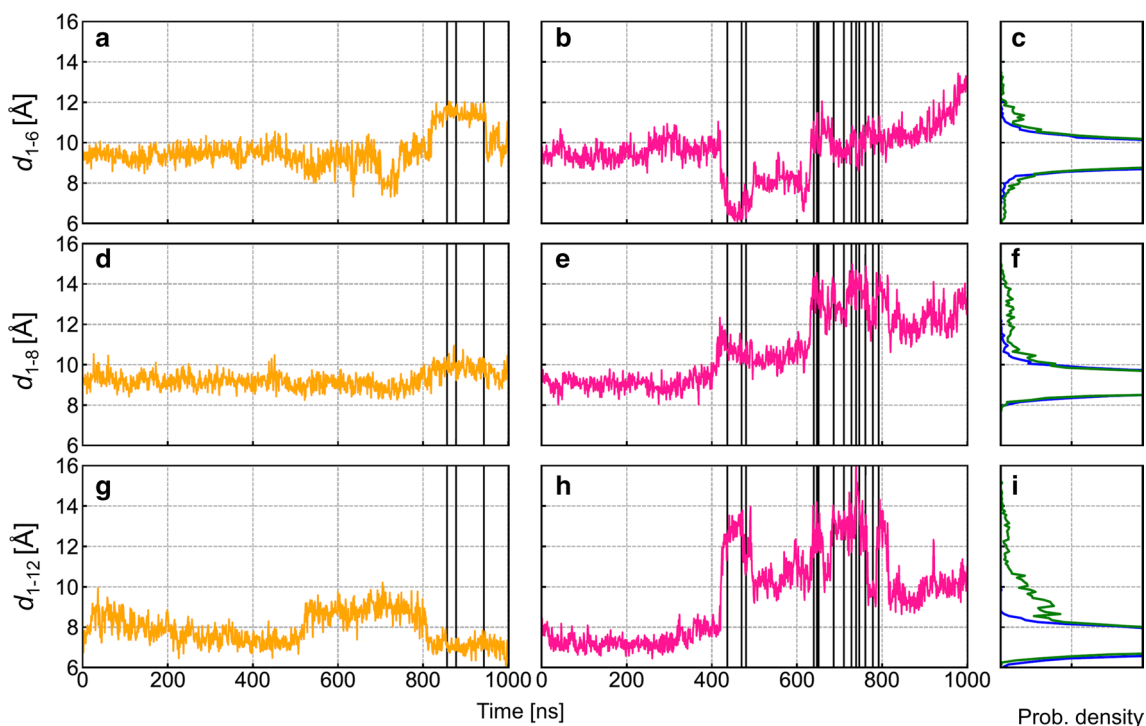 16 a b c
14
12
10
8
6
d1-6 [Å]
16 d e f
14
12
10
8
6
d1-8 [Å]
16 g h i
14
12
10
8
6
d1-12 [Å]
0 200 400 600 800 1000 0 200 400 600 800 1000
Time [ns] Prob. density